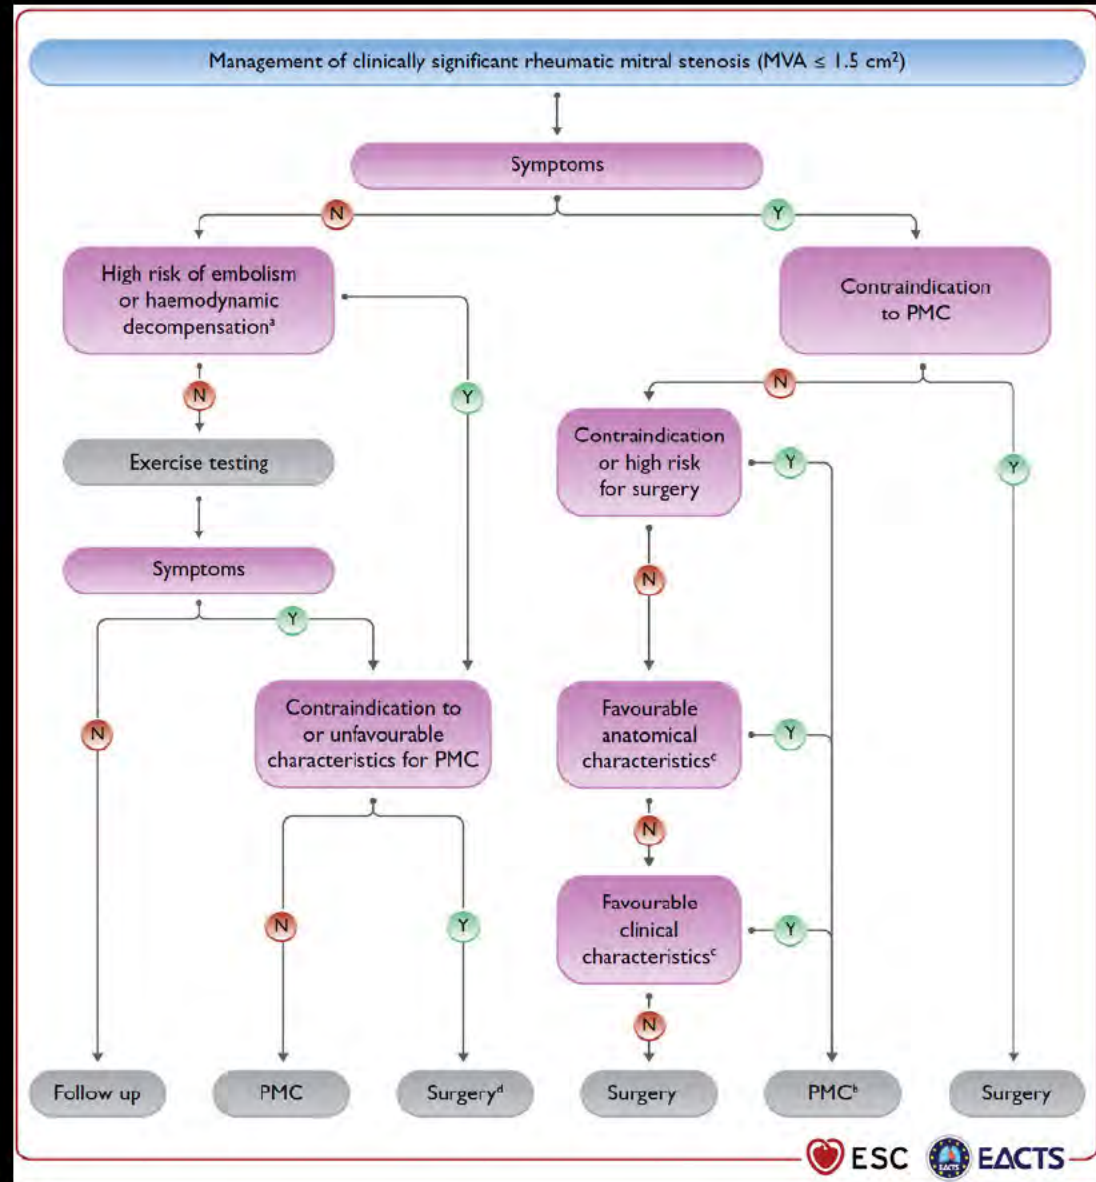 Management of clinically significant rheumatic mitral stenosis (MVA ≤ 1.5 cm²)
Symptoms
N
Y
High risk of embolism
or haemodynamic
decompensationª
Contraindication
to PMC
N
Y
N
Contraindication
or high risk
for surgery
Y
Y
Exercise testing
Symptoms
N
Y
N
Contraindication to
or unfavourable
characteristics for PMC
Favourable
anatomical
characteristicsᶜ
N
Y
N
Favourable
clinical
characteristicsᶜ
N
Y
Y
N
Follow up
PMC
Surgeryᵈ
Surgery
PMCᵇ
Surgery
ESC
EACTS